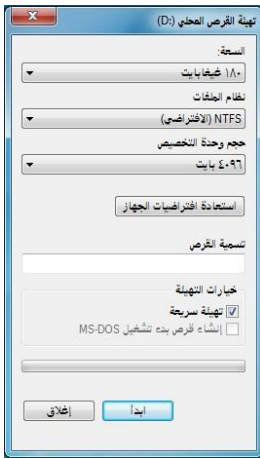 تهيئة القرص المحلي (D:)
السعة:
١٨٠ غيغابايت
نظام الملفات
NTFS (الافتراضي)
حجم وحدة التخصيص
٤٠٩٦ بايت
استعادة افتراضيات الجهاز
تسمية القرص
خيارات التهيئة
تهيئة سريعة
إنشاء قرص بدء تشغيل MS-DOS
ابدأ
إغلاق